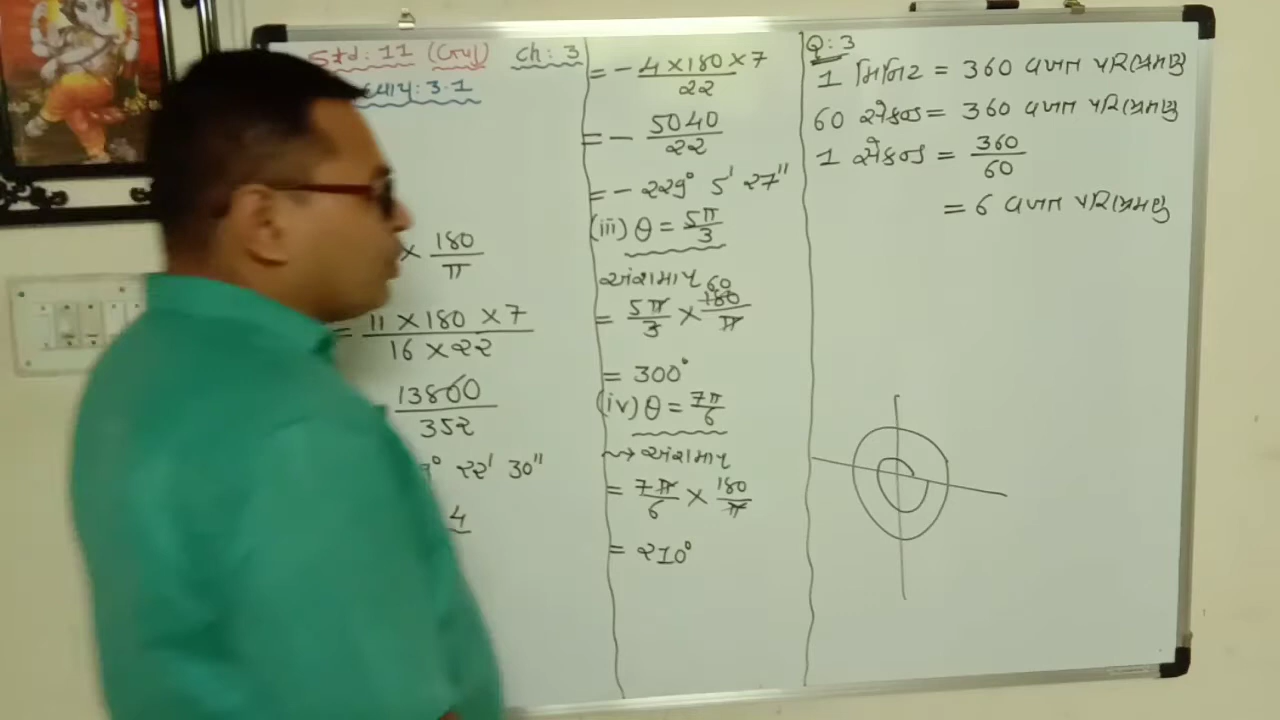 Std: 11 (Guj) Ch: 3
ધ્યાય: 3.1
× 180/π
= 11 × 180 × 7 / 16 × 22
13860 / 352
° 22' 30"
4
= - 4 × 180 × 7 / 22
= - 5040 / 22
= - 229° 5' 27"
(iii) θ = 5π/3
અંશમાપ
= 5π/3 × 180/π 60
= 300°
(iv) θ = 7π/6
→ અંશમાપ
= 7π/6 × 180/π
= 210°
Q: 3
1 મિનિટ = 360 વખત પરિભ્રમણ
60 સેકન્ડ = 360 વખત પરિભ્રમણ
1 સેકન્ડ = 360/60
= 6 વખત પરિભ્રમણ